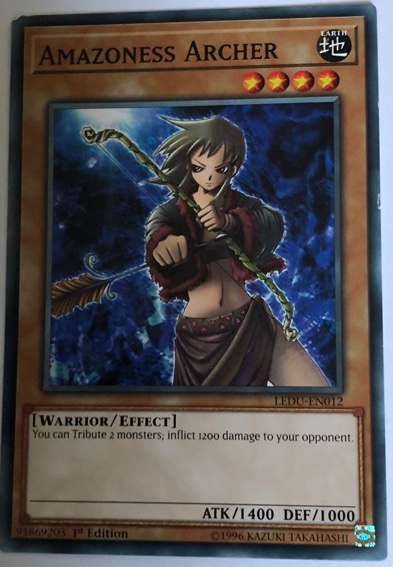 AMAZONESS ARCHER
EARTH
地
LEDU-EN012
[WARRIOR/EFFECT]
You can Tribute 2 monsters; inflict 1200 damage to your opponent.
ATK/1400 DEF/1000
91869203 1st Edition
©1996 KAZUKI TAKAHASHI